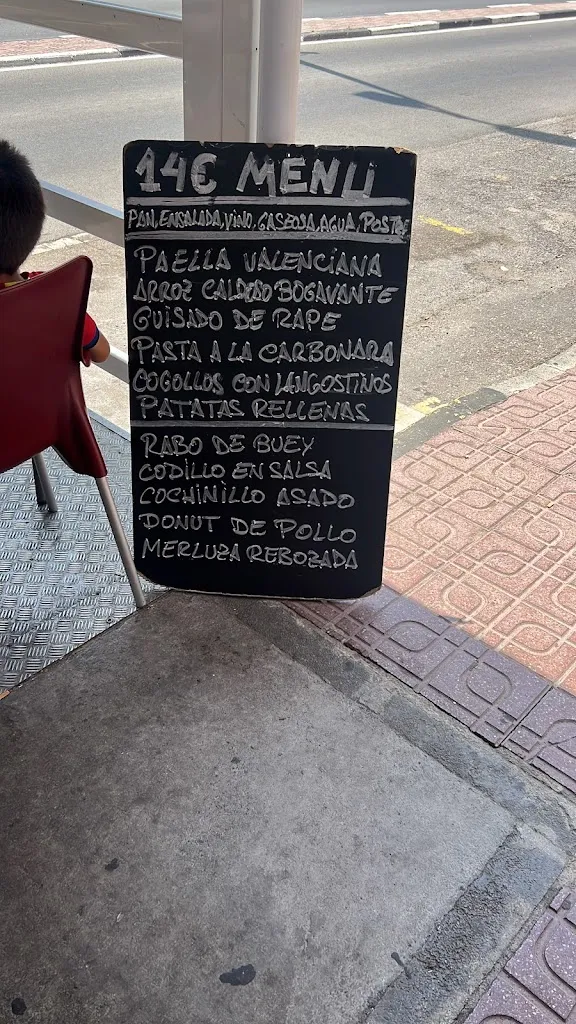 14€ MENU
PAN, ENSALADA, VINO, GASEOSA, AGUA, POSTRE
PAELLA VALENCIANA
ARROZ CALDOSO BOGAVANTE
GUISADO DE RAPE
PASTA A LA CARBONARA
COGOLLOS CON LANGOSTINOS
PATATAS RELLENAS
RABO DE BUEY
CODILLO EN SALSA
COCHINILLO ASADO
DONUT DE POLLO
MERLUZA REBOZADA